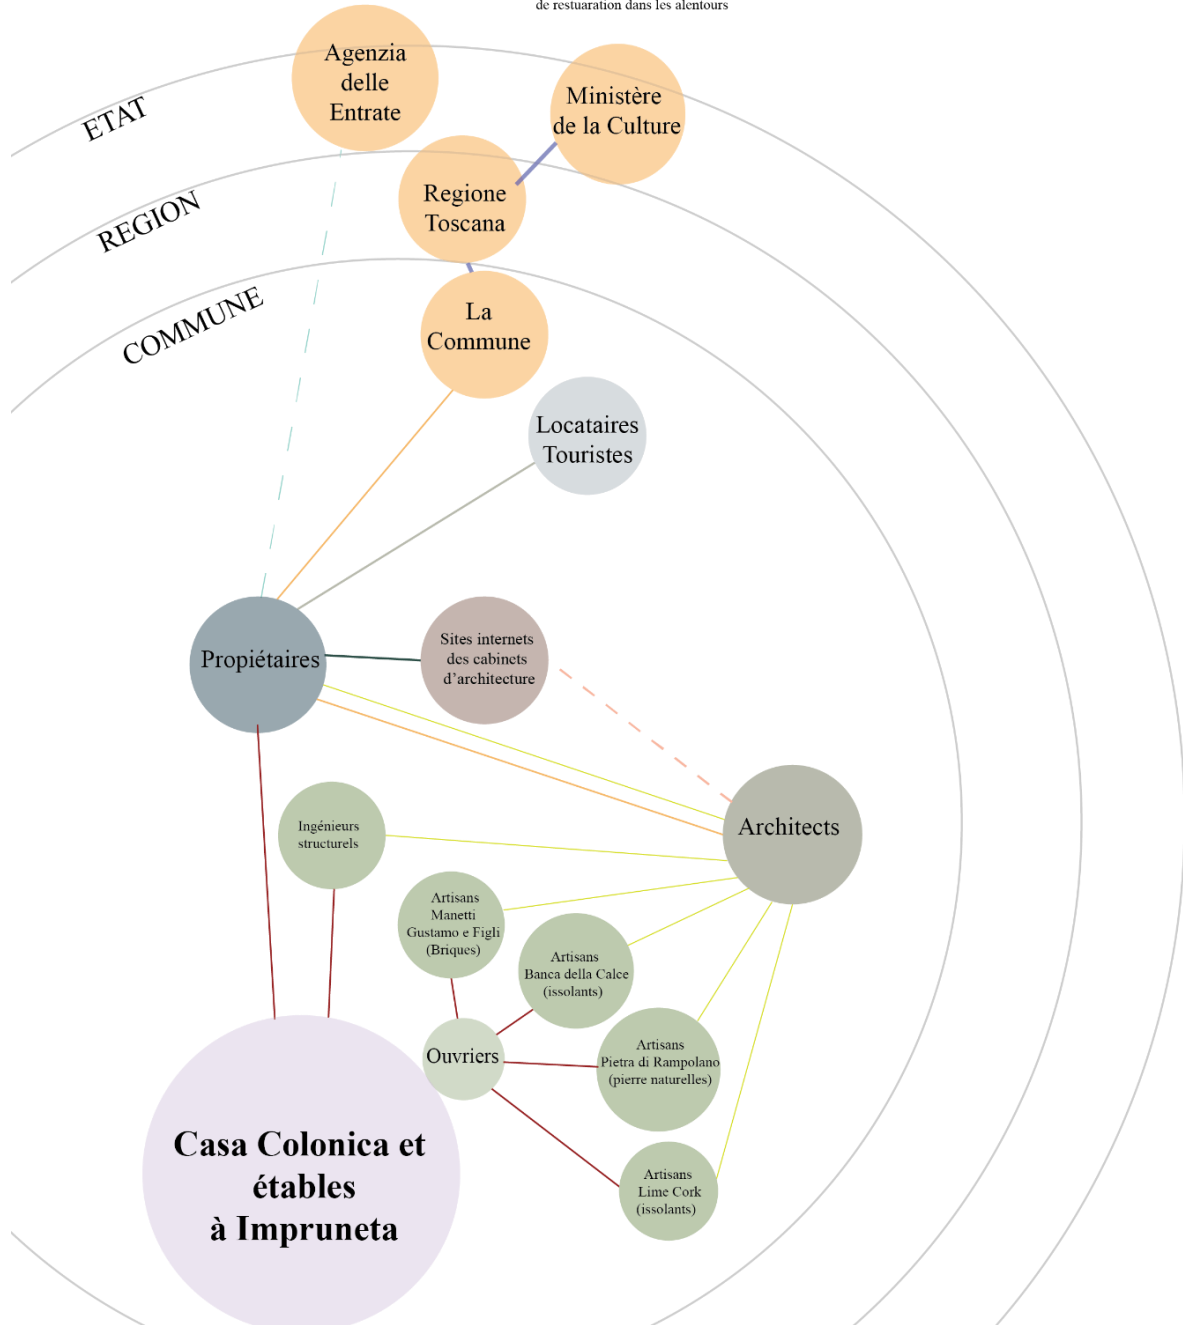 de restuaration dans les alentours
Agenzia
delle
Entrate
Ministère
de la Culture
ETAT
Regione
Toscana
REGION
La
Commune
COMMUNE
Locataires
Touristes
Propiétaires
Sites internets
des cabinets
d’architecture
Architects
Ingénieurs
structurels
Artisans
Manetti
Gustamo e Figli
(Briques)
Artisans
Banca della Calce
(issolants)
Ouvriers
Artisans
Pietra di Rampolano
(pierre naturelles)
Casa Colonica et
étables
à Impruneta
Artisans
Lime Cork
(issolants)